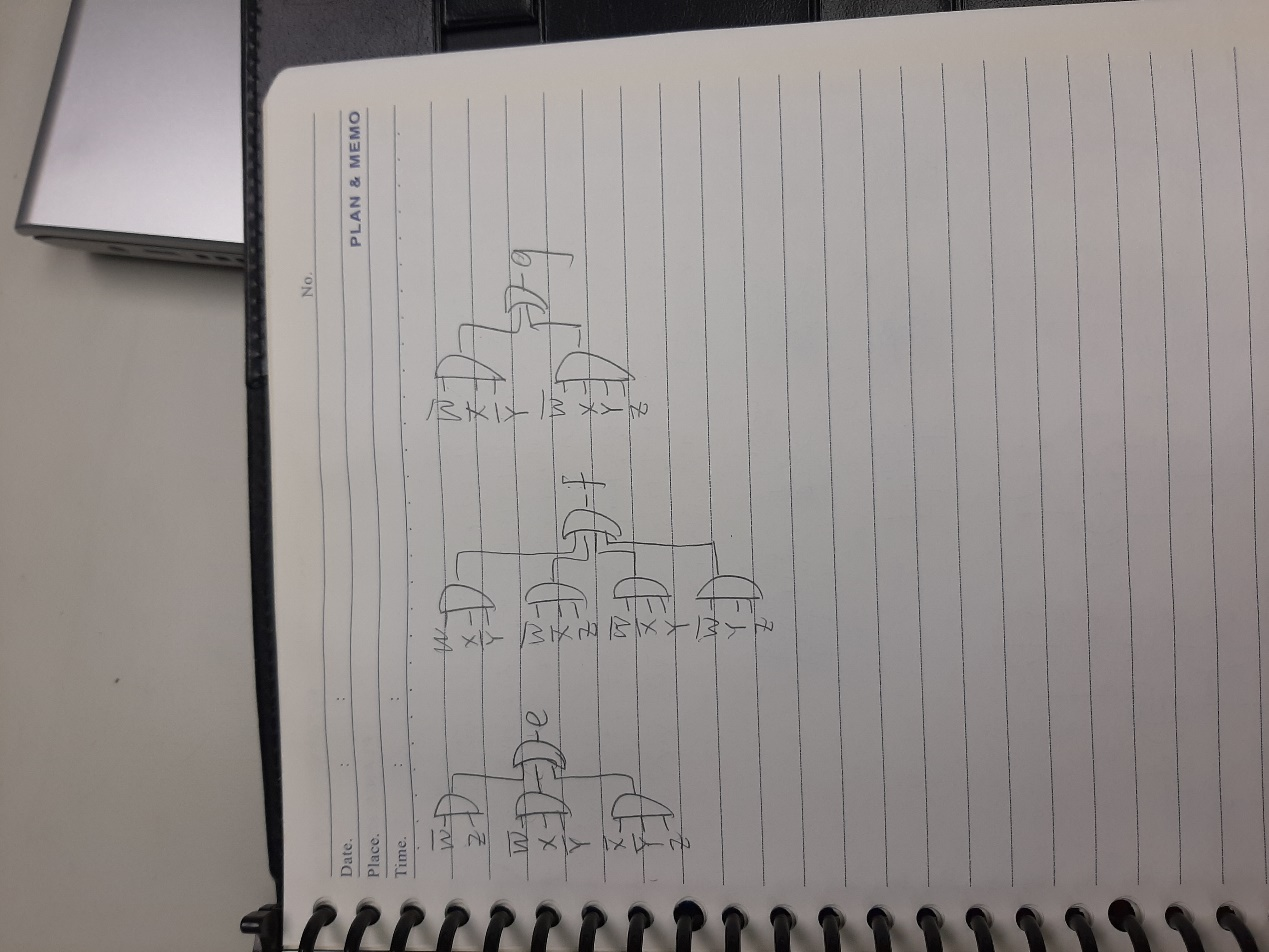 No.
Date. : :
PLAN & MEMO
Place.
Time. : :
W̅
Z
W̅
X
Y̅
X̅
Y̅
Z
e
W
X
Y̅
W̅
X̅
Z
W̅
X̅
Y
W̅
Y
Z
f
W̅
X̅
Y̅
W̅
X
Y
Z
g